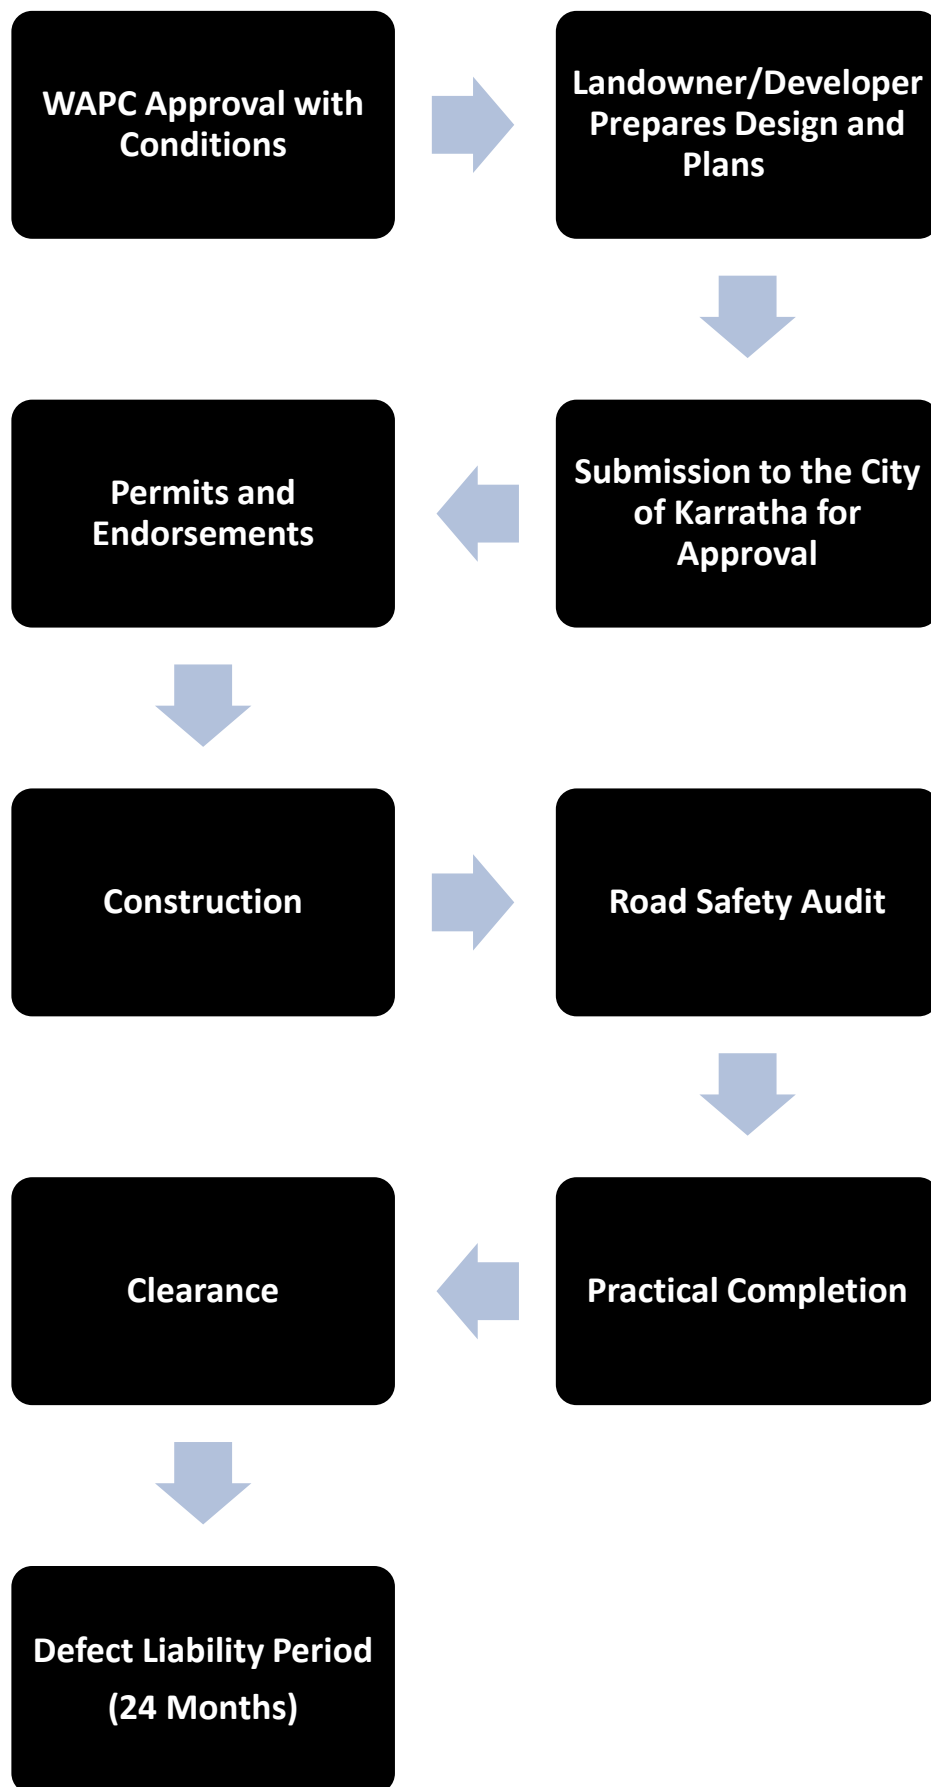 WAPC Approval with
Conditions
Landowner/Developer
Prepares Design and
Plans
Submission to the City
of Karratha for
Approval
Permits and
Endorsements
Construction
Road Safety Audit
Practical Completion
Clearance
Defect Liability Period
(24 Months)